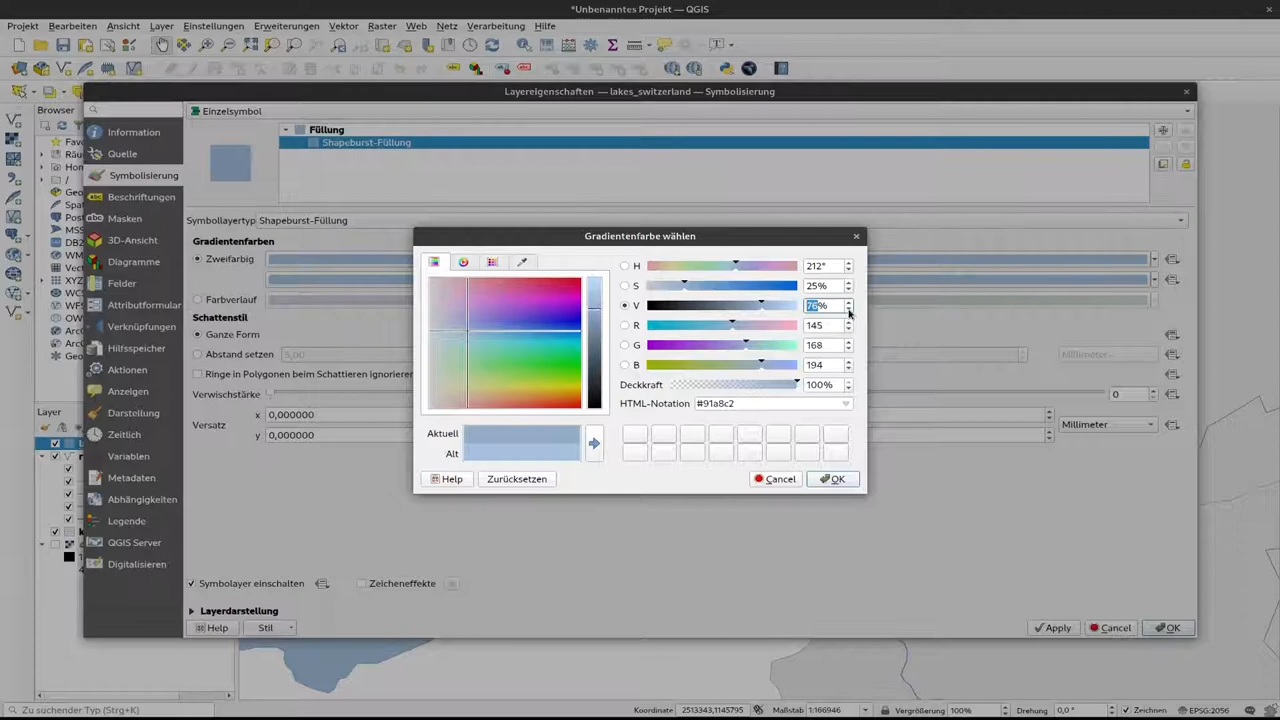 *Unbenanntes Projekt — QGIS
Projekt Bearbeiten Ansicht Layer Einstellungen Erweiterungen Vektor Raster Web Netz Verarbeitung Hilfe
Layereigenschaften — lakes_switzerland — Symbolisierung
Browser
Information
Quelle
Symbolisierung
Beschriftungen
Masken
3D-Ansicht
Diagramme
Felder
Attributformular
Verknüpfungen
Hilfsspeicher
Aktionen
Anzeigen
Darstellung
Zeitlich
Variablen
Metadaten
Abhängigkeiten
Legende
QGIS Server
Digitalisieren
Layer
Einzelsymbol
Füllung
Shapeburst-Füllung
Symbollayertyp Shapeburst-Füllung
Gradientenfarben
Zweifarbig
Farbverlauf
Schattenstil
Ganze Form
Abstand setzen 5,00 Millimeter
Ringe in Polygonen beim Schattieren ignorieren
Verwischstärke 0
Versatz x 0,000000 Millimeter
y 0,000000
Gradientenfarbe wählen
H 212°
S 25%
V 76%
R 145
G 168
B 194
Deckkraft 100%
HTML-Notation #91a8c2
Aktuell
Alt
Help Zurücksetzen Cancel OK
Symbolayer einschalten Zeicheneffekte
Layerdarstellung
Help Stil Apply Cancel OK
Zu suchender Typ (Strg+K) Koordinate 2513343,1145795 Maßstab 1:166946 Vergrößerung 100% Drehung 0,0° Zeichnen EPSG:2056